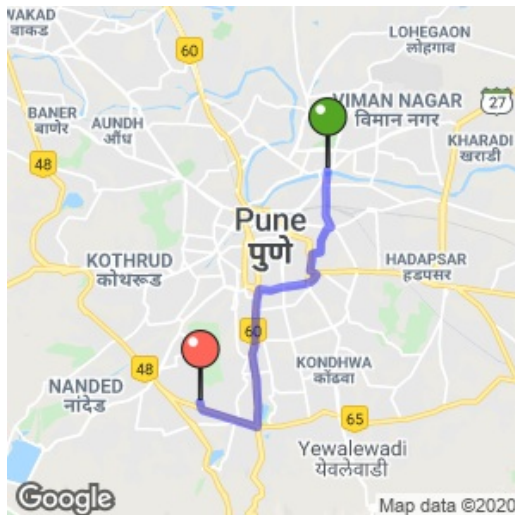 WAKAD
वाकड
LOHEGAON
लोहगाव
60
VIMAN NAGAR
विमान नगर
27
BANER
बाणेर
AUNDH
औंध
KHARADI
खराडी
48
Pune
पुणे
KOTHRUD
कोथरूड
HADAPSAR
हडपसर
60
KONDHWA
कोंढवा
48
NANDED
नांदेड
65
Yewalewadi
येवलेवाडी
Google
Map data ©2020